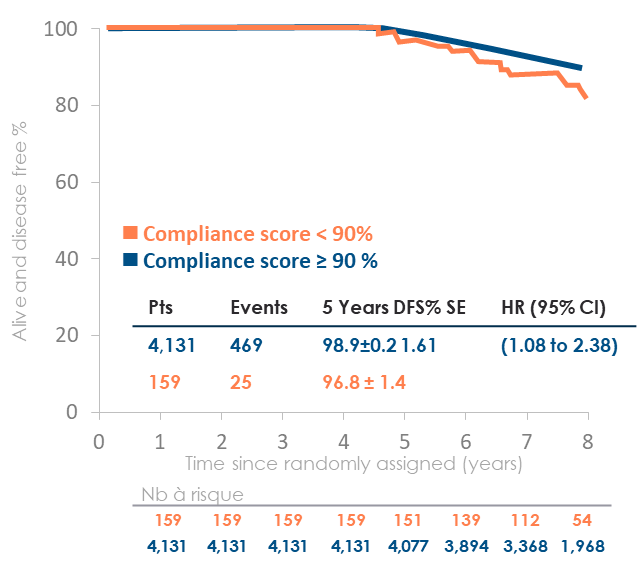 Alive and disease free %
100
80
60
40
20
0
Compliance score < 90%
Compliance score ≥ 90 %
Pts Events 5 Years DFS% SE HR (95% CI)
4,131 469 98.9±0.2 1.61 (1.08 to 2.38)
159 25 96.8 ± 1.4
0 1 2 3 4 5 6 7 8
Time since randomly assigned (years)
Nb à risque
159 159 159 159 151 139 112 54
4,131 4,131 4,131 4,131 4,077 3,894 3,368 1,968